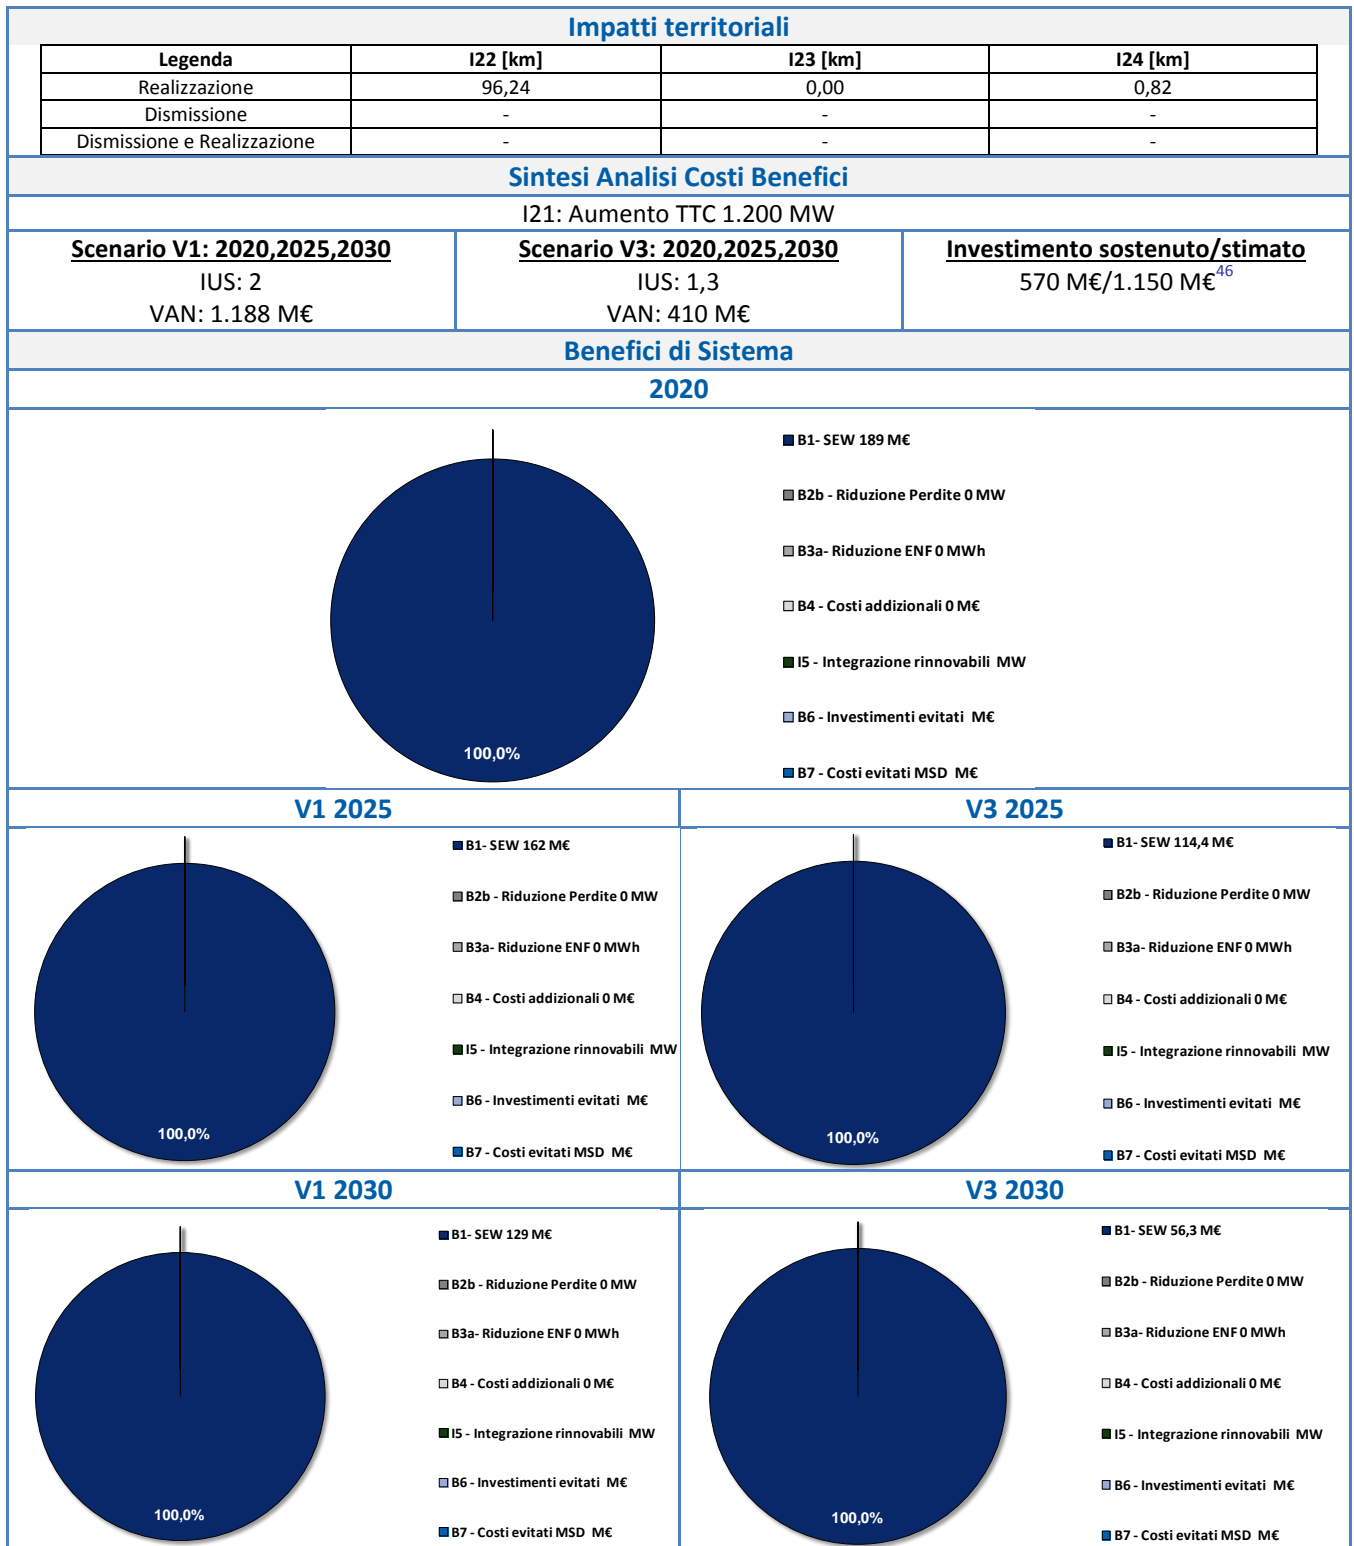 Impatti territoriali
Legenda I22 [km] I23 [km] I24 [km]
Realizzazione 96,24 0,00 0,82
Dismissione - - -
Dismissione e Realizzazione - - -
Sintesi Analisi Costi Benefici
I21: Aumento TTC 1.200 MW
Scenario V1: 2020,2025,2030
IUS: 2
VAN: 1.188 M€
Scenario V3: 2020,2025,2030
IUS: 1,3
VAN: 410 M€
Investimento sostenuto/stimato
570 M€/1.150 M€46
Benefici di Sistema
2020
100,0%
B1- SEW 189 M€
B2b - Riduzione Perdite 0 MW
B3a- Riduzione ENF 0 MWh
B4 - Costi addizionali 0 M€
I5 - Integrazione rinnovabili MW
B6 - Investimenti evitati M€
B7 - Costi evitati MSD M€
V1 2025
100,0%
B1- SEW 162 M€
B2b - Riduzione Perdite 0 MW
B3a- Riduzione ENF 0 MWh
B4 - Costi addizionali 0 M€
I5 - Integrazione rinnovabili MW
B6 - Investimenti evitati M€
B7 - Costi evitati MSD M€
V3 2025
100,0%
B1- SEW 114,4 M€
B2b - Riduzione Perdite 0 MW
B3a- Riduzione ENF 0 MWh
B4 - Costi addizionali 0 M€
I5 - Integrazione rinnovabili MW
B6 - Investimenti evitati M€
B7 - Costi evitati MSD M€
V1 2030
100,0%
B1- SEW 129 M€
B2b - Riduzione Perdite 0 MW
B3a- Riduzione ENF 0 MWh
B4 - Costi addizionali 0 M€
I5 - Integrazione rinnovabili MW
B6 - Investimenti evitati M€
B7 - Costi evitati MSD M€
V3 2030
100,0%
B1- SEW 56,3 M€
B2b - Riduzione Perdite 0 MW
B3a- Riduzione ENF 0 MWh
B4 - Costi addizionali 0 M€
I5 - Integrazione rinnovabili MW
B6 - Investimenti evitati M€
B7 - Costi evitati MSD M€